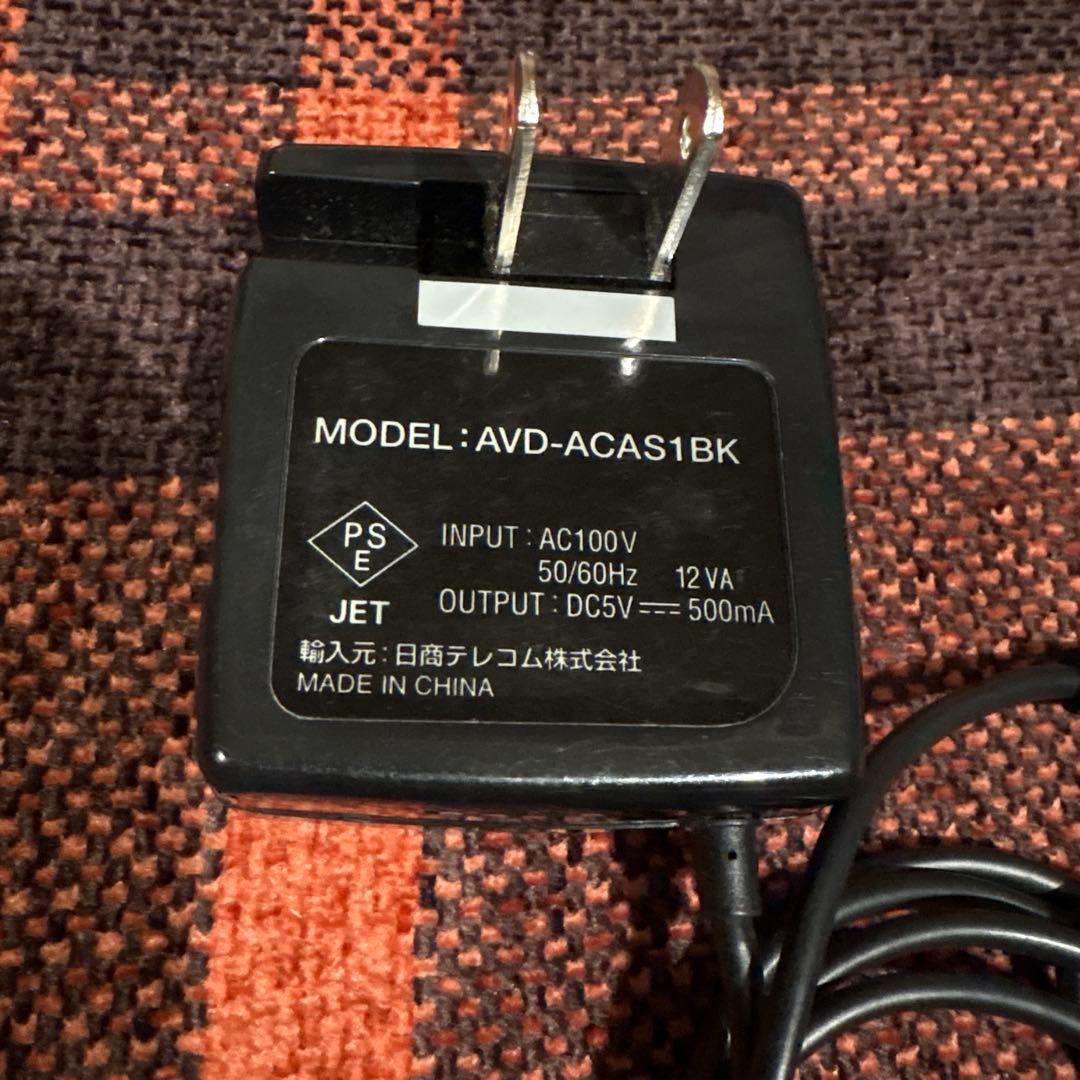 MODEL : AVD-ACAS1BK
PS
E
JET
INPUT : AC100V
50/60Hz 12VA
OUTPUT : DC5V⎓500mA
輸入元 : 日商テレコム株式会社
MADE IN CHINA